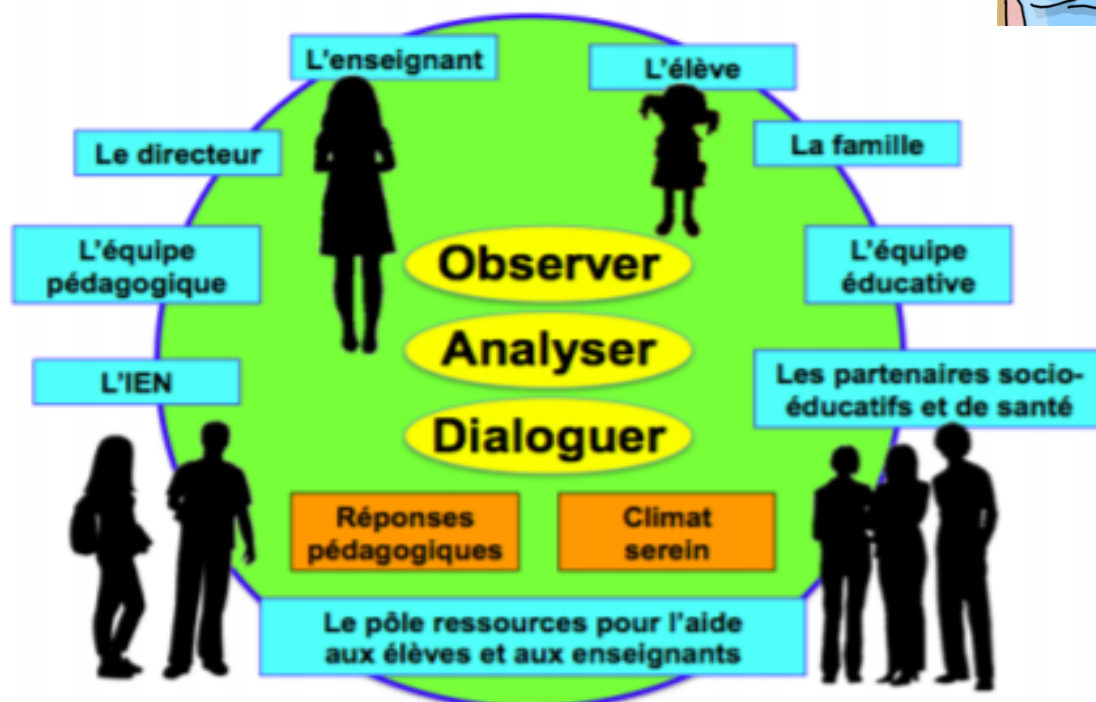 L'enseignant
L'élève
Le directeur
La famille
L'équipe
pédagogique
L'équipe
éducative
Observer
Analyser
Dialoguer
L'IEN
Les partenaires socio-
éducatifs et de santé
Réponses
pédagogiques
Climat
serein
Le pôle ressources pour l'aide
aux élèves et aux enseignants